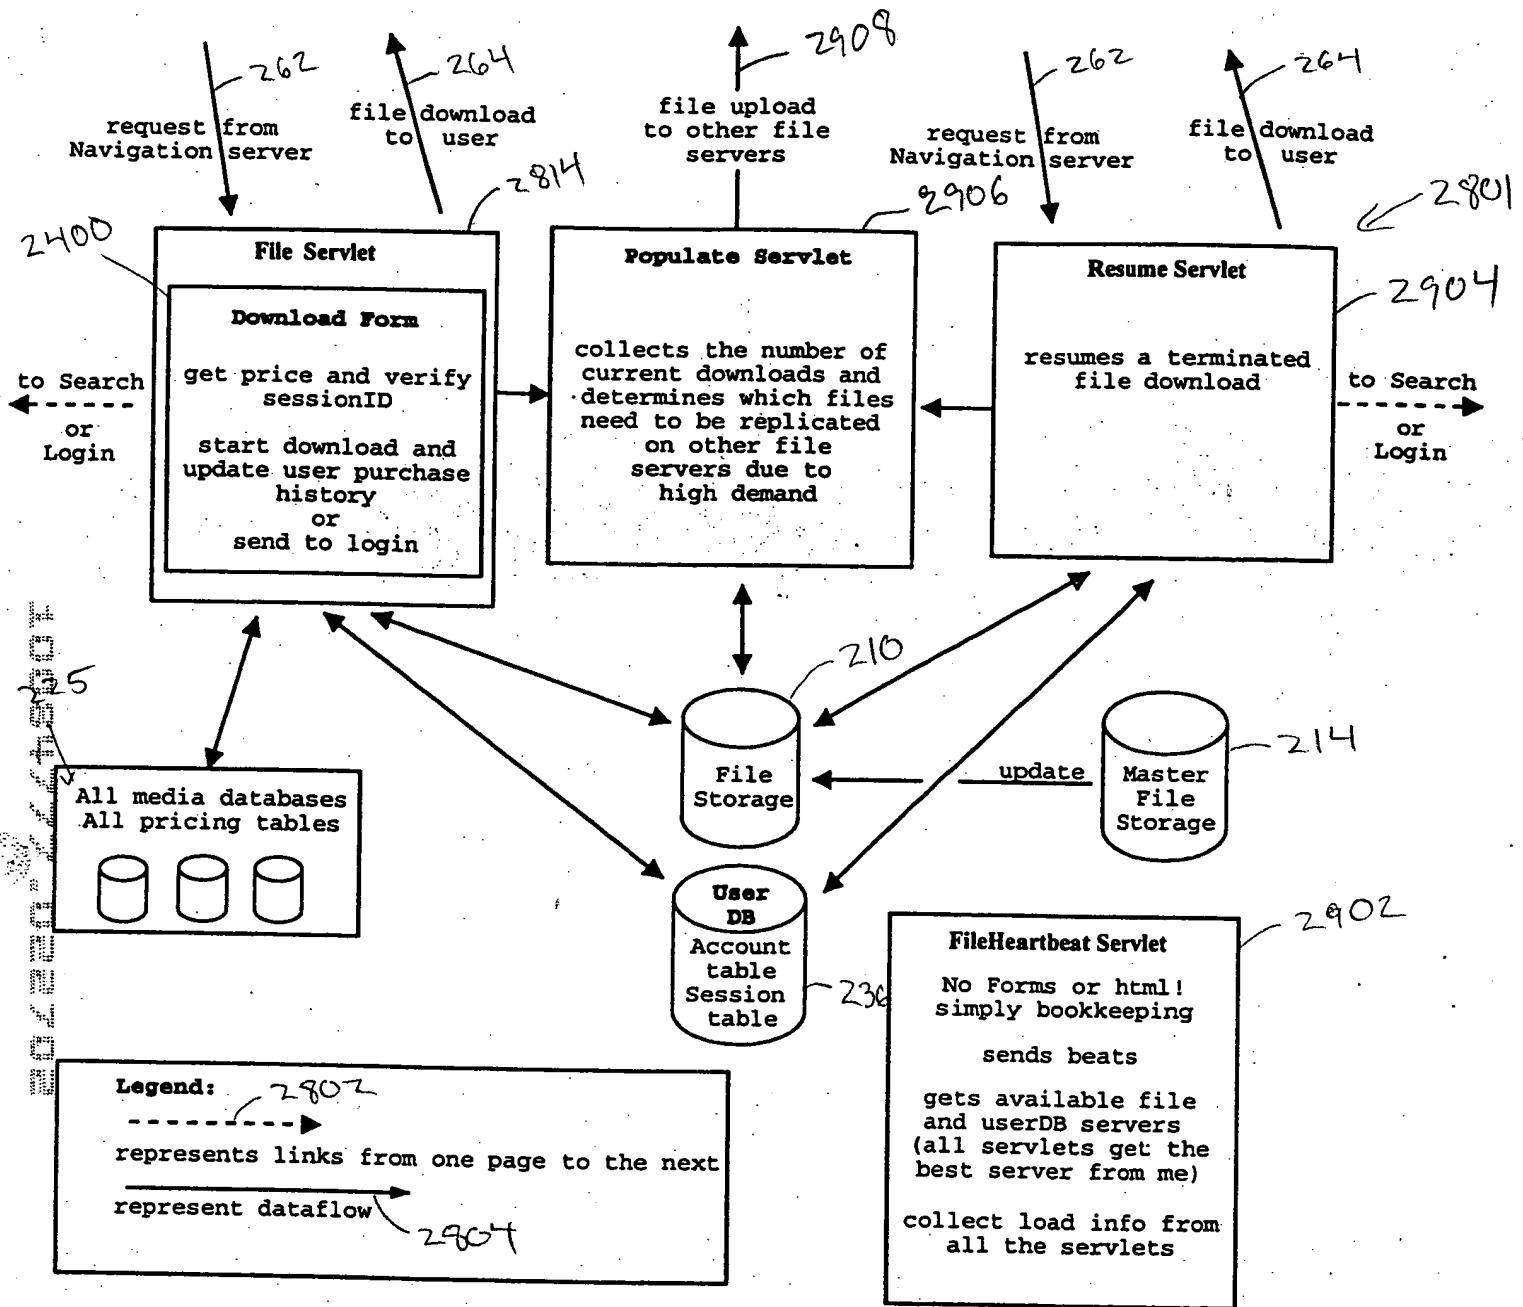 262
request from
Navigation server
264
file download
to user
2908
file upload
to other file
servers
262
request from
Navigation server
264
file download
to user
2801
2400
2814
File Servlet
Download Form
get price and verify
sessionID
start download and
update user purchase
history
or
send to login
to Search
or
Login
2906
Populate Servlet
collects the number of
current downloads and
determines which files
need to be replicated
on other file
servers due to
high demand
2904
Resume Servlet
resumes a terminated
file download
to Search
or
Login
225
All media databases
All pricing tables
210
File
Storage
update
214
Master
File
Storage
User
DB
Account
table
Session
table
236
2902
FileHeartbeat Servlet
No Forms or html!
simply bookkeeping
sends beats
gets available file
and userDB servers
(all servlets get the
best server from me)
collect load info from
all the servlets
Legend:
2802
represents links from one page to the next
represent dataflow
2804